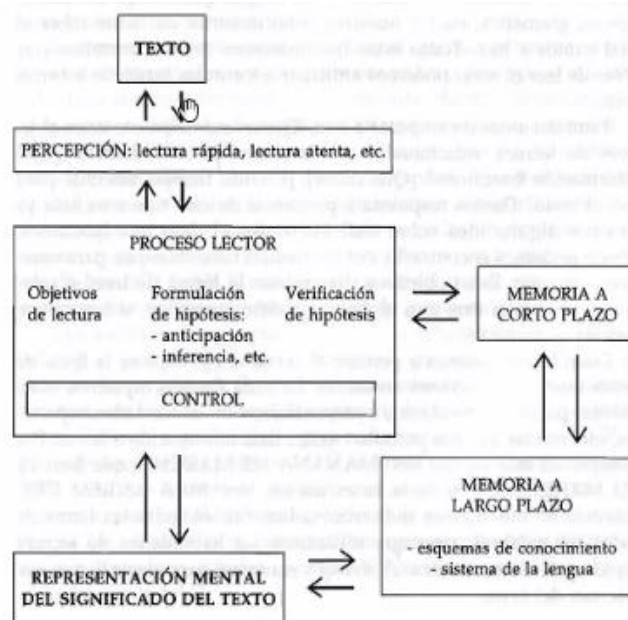 TEXTO
PERCEPCIÓN: lectura rápida, lectura atenta, etc.
PROCESO LECTOR
Objetivos
de lectura
Formulación
de hipótesis:
- anticipación
- inferencia, etc.
Verificación
de hipótesis
CONTROL
MEMORIA A
CORTO PLAZO
MEMORIA A
LARGO PLAZO
- esquemas de conocimiento
- sistema de la lengua
REPRESENTACIÓN MENTAL
DEL SIGNIFICADO DEL TEXTO